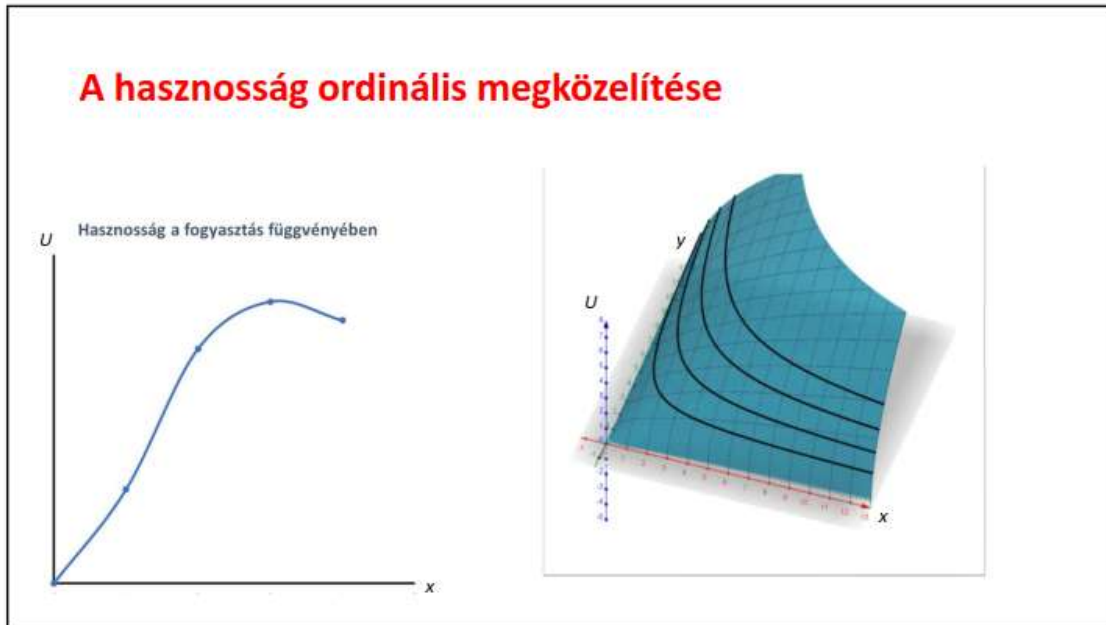 A hasznosság ordinális megközelítése
Hasznosság a fogyasztás függvényében
U
x
y
U
x